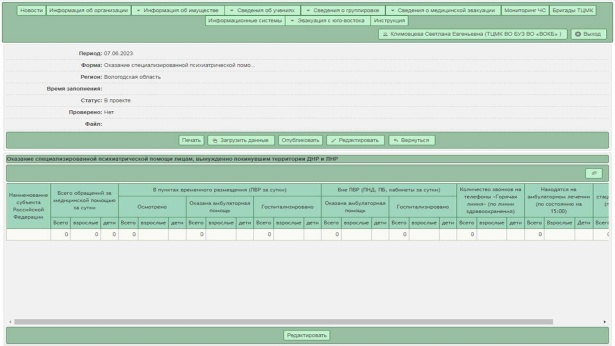 Новости Информация об организации Информация об имуществе Сведения об учениях Сведения о группировке Сведения о медицинской эвакуации Мониторинг ЧС Бригады ТЦМК
Информационные системы Эвакуация с юго-востока Инструкция
Климовцева Светлана Евгеньевна (ТЦМК ВО БУЗ ВО «ВОКБ» ) Выход
Период: 07.06.2023
Форма: Оказание специализированной психиатрической помо...
Регион: Вологодская область
Время заполнения:
Статус: В проекте
Проверено: Нет
Файл:
Печать Загрузить данные Опубликовать Редактировать Вернуться
Оказание специализированной психиатрической помощи лицам, вынужденно покинувшим территории ДНР и ЛНР
Наименование субъекта Российской Федерации Всего обращений за медицинской помощью за сутки В пунктах временного размещения (ПВР за сутки) Вне ПВР (ПНД, ПБ, кабинеты за сутки) Количество звонков на телефоны «Горячая линия» (по линии здравоохранения) Находятся на амбулаторном лечении (по состоянию на 15:00)
Осмотрено Оказана амбулаторная помощь Госпитализировано Оказана амбулаторная помощь Госпитализировано
Всего взрослые дети Всего взрослые дети Всего взрослые дети Всего взрослые дети Всего взрослые дети Всего взрослые дети Всего взрослые дети Всего взрослые Дети
0 0 0 0 0 0 0 0 0 0
Редактировать